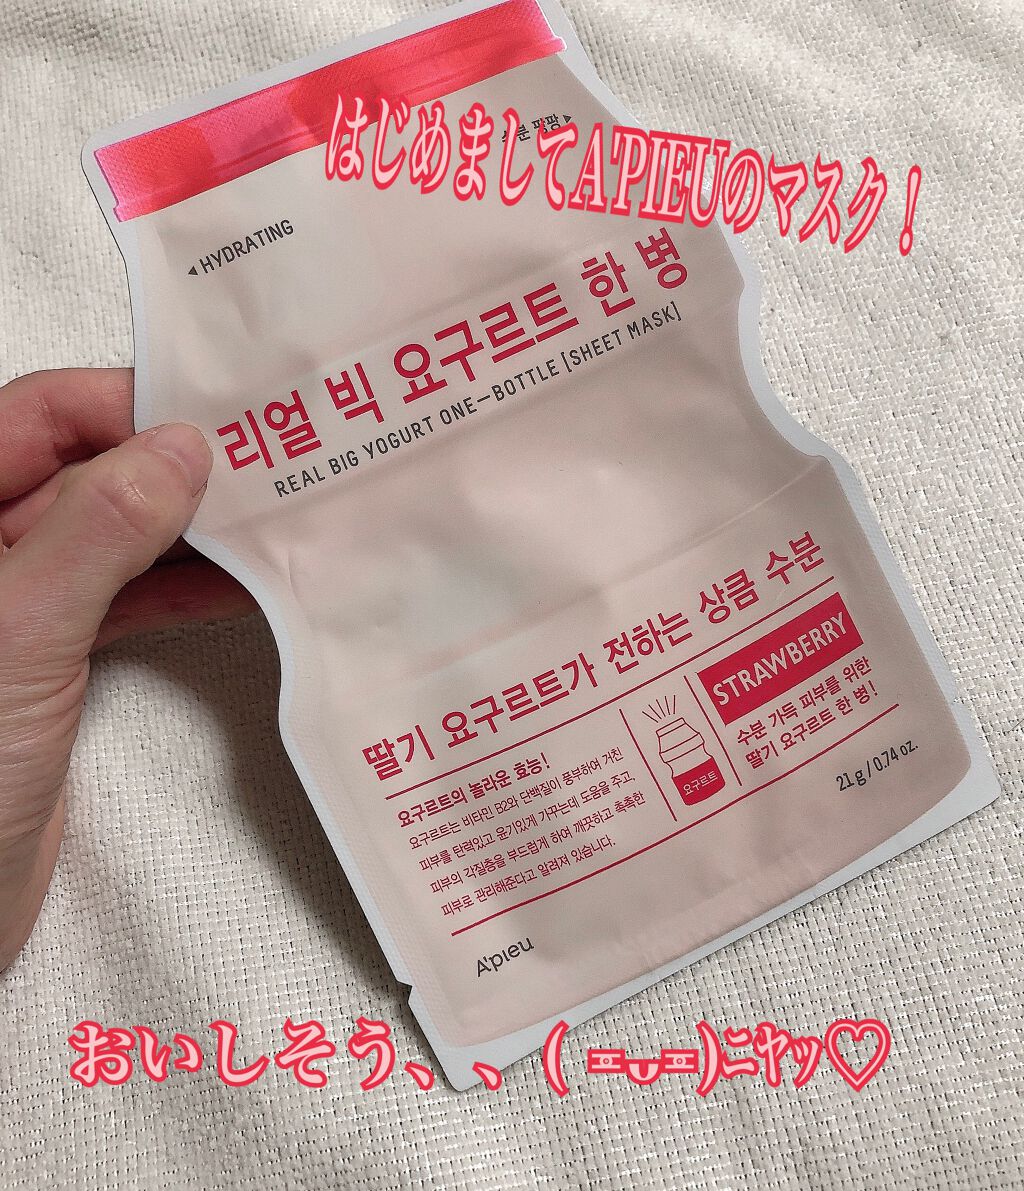 はじめましてA'PIEUのマスク！
수분 팡팡▶
◀HYDRATING
리얼 빅 요구르트 한 병
REAL BIG YOGURT ONE-BOTTLE [SHEET MASK]
딸기 요구르트가 전하는 상큼 수분
요구르트의 놀라운 효능!
요구르트는 비타민 B2와 단백질이 풍부하여 거친
피부를 탄력있고 윤기있게 가꾸는데 도움을 주고,
피부의 각질층을 부드럽게 하여 깨끗하고 촉촉한
피부로 관리해준다고 알려져 있습니다.
요구르트
STRAWBERRY
수분 가득 피부를 위한
딸기 요구르트 한 병!
21 g / 0.74 oz.
A'pieu
おいしそう、、( ≖ᴗ≖)ﾆﾔｯ♡